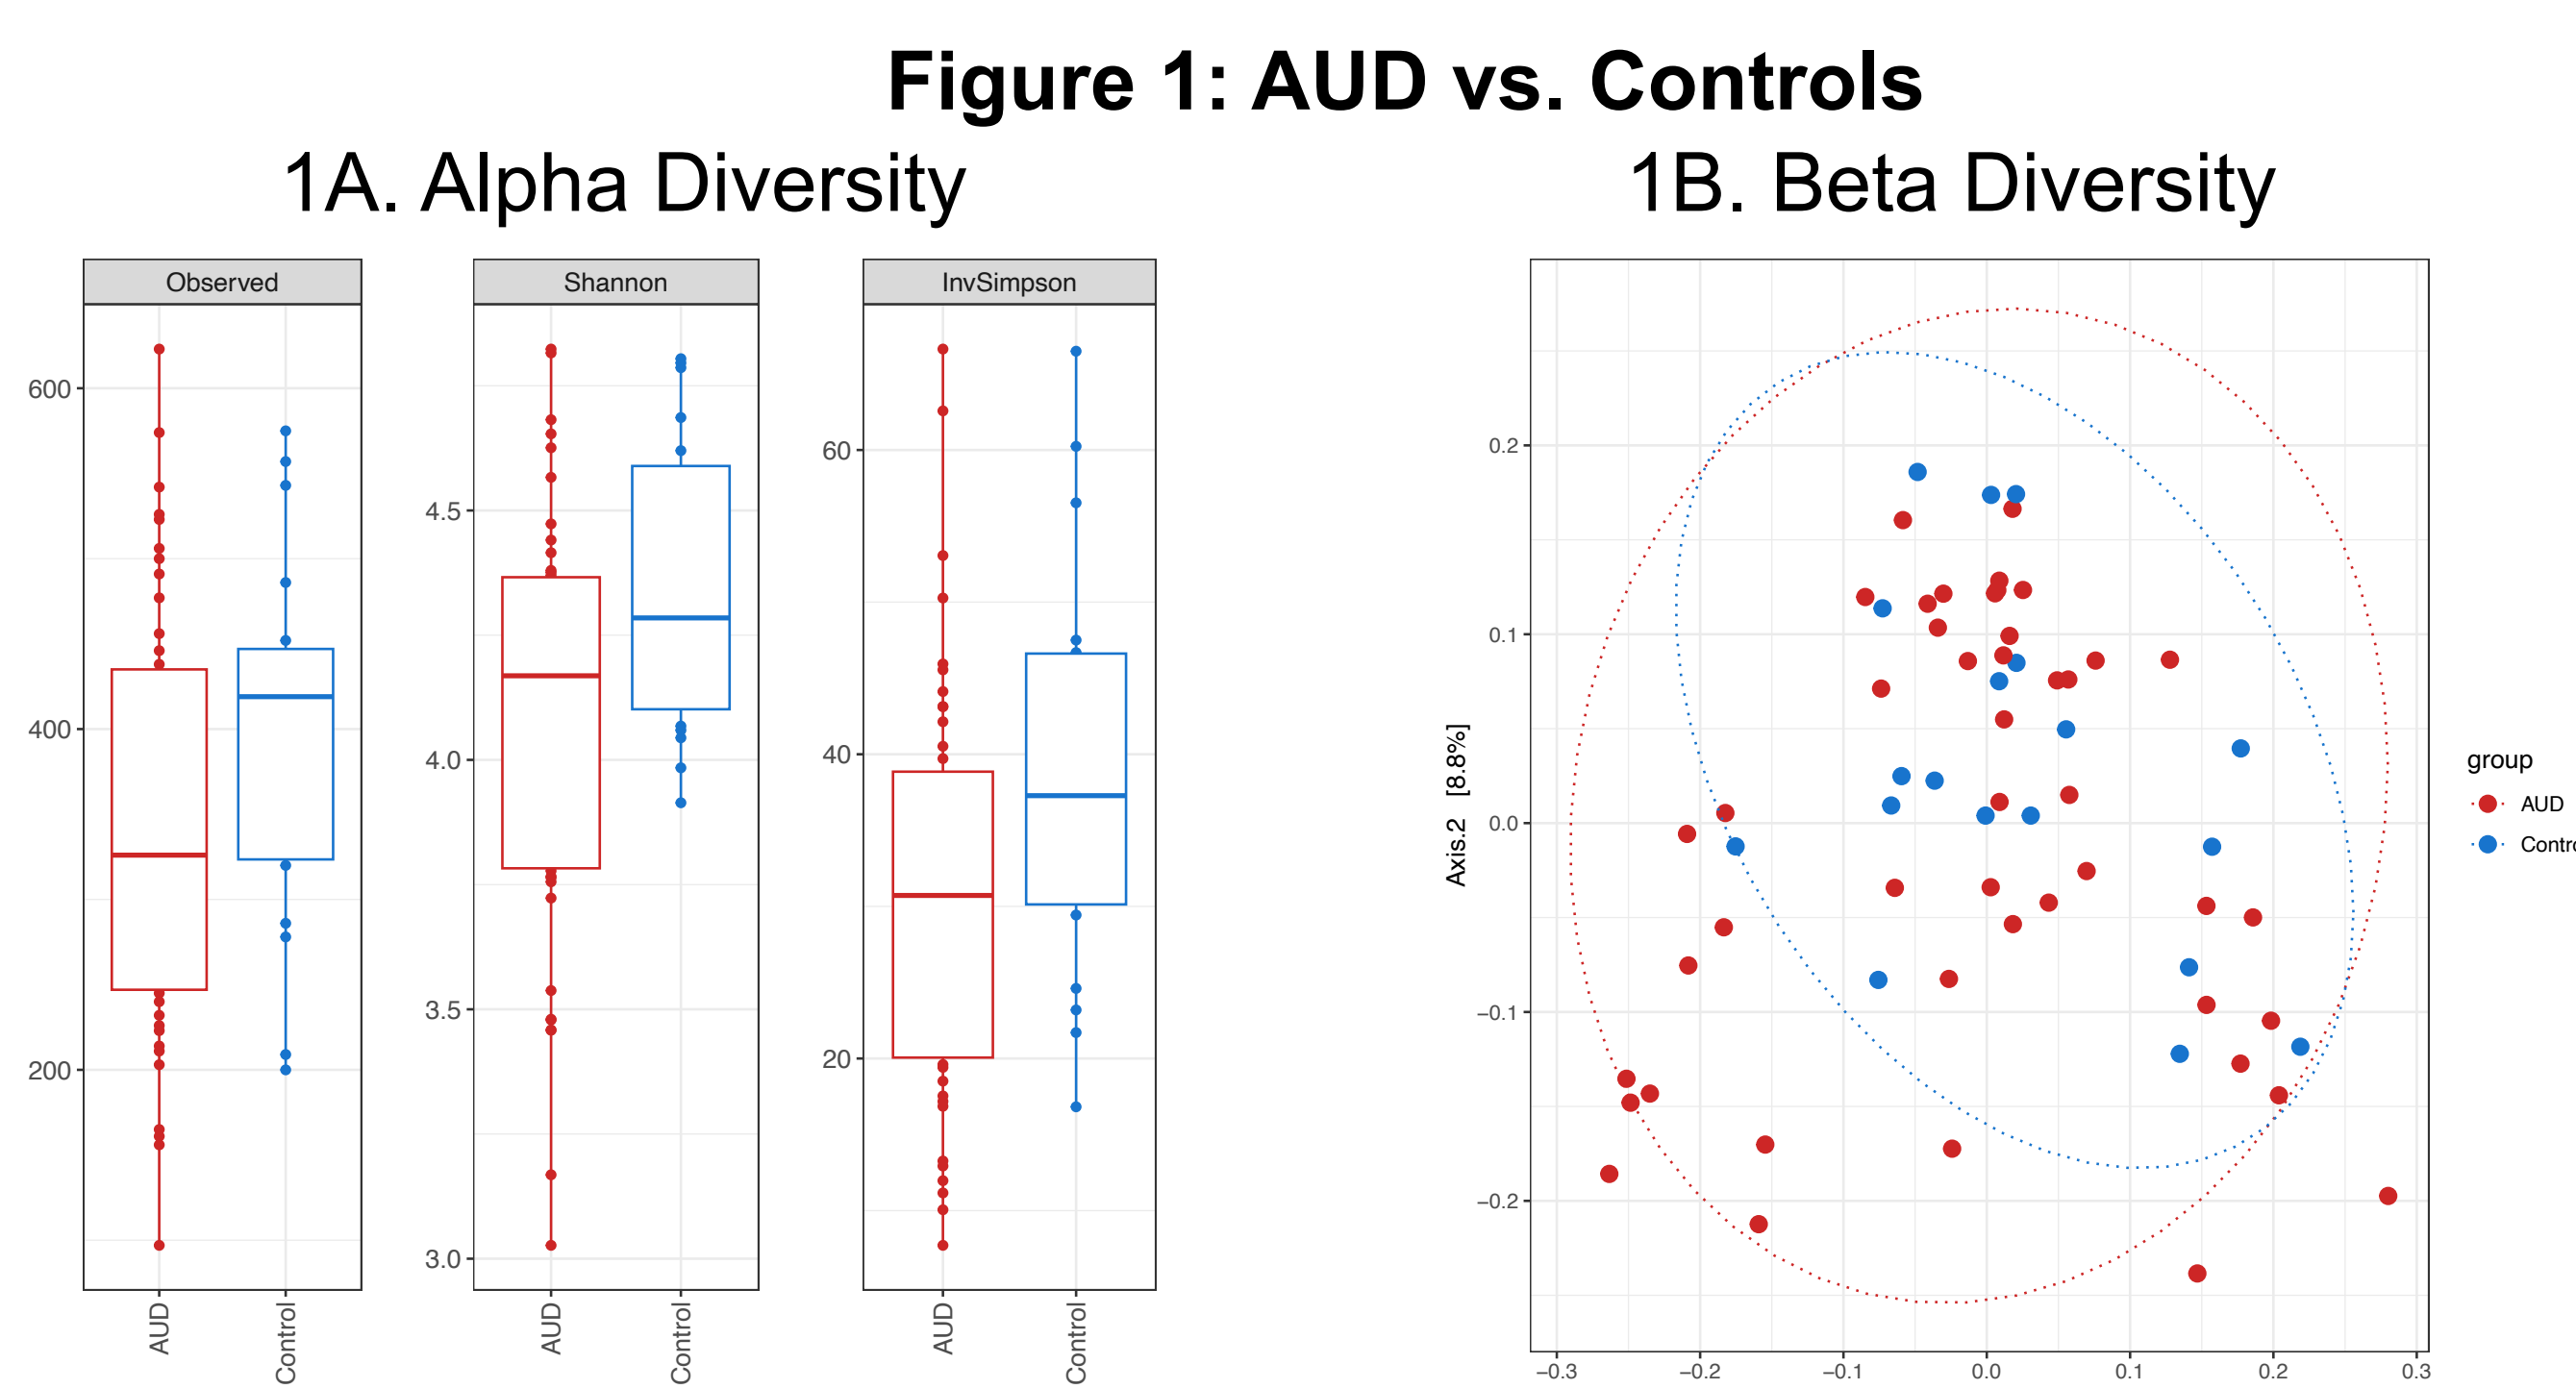 Figure 1: AUD vs. Controls
1A. Alpha Diversity
1B. Beta Diversity
Observed
Shannon
InvSimpson
600
400
200
4.5
4.0
3.5
3.0
60
40
20
AUD
Control
AUD
Control
AUD
Control
Axis.2 [8.8%]
0.2
0.1
0.0
−0.1
−0.2
−0.3
−0.2
−0.1
0.0
0.1
0.2
0.3
group
AUD